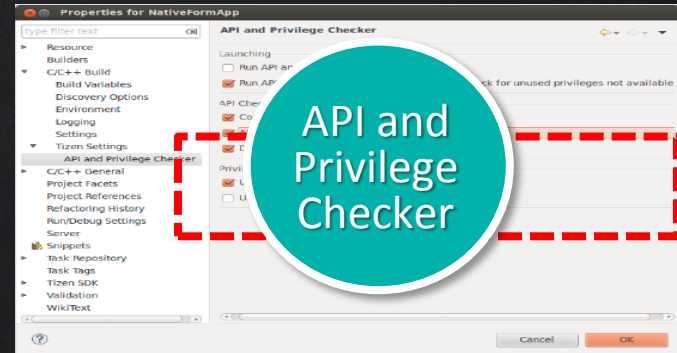 Properties for NativeFormApp
type filter text
Resource
Builders
C/C++ Build
Build Variables
Discovery Options
Environment
Logging
Settings
Tizen Settings
API and Privilege Checker
C/C++ General
Project Facets
Project References
Refactoring History
Run/Debug Settings
Server
Snippets
Task Repository
Task Tags
Tizen SDK
Validation
WikiText
API and Privilege Checker
Launching
Run API an
Run AP ck for unused privileges not available
API Che
Co
D
Privil
U
U
API and
Privilege
Checker
Cancel
OK